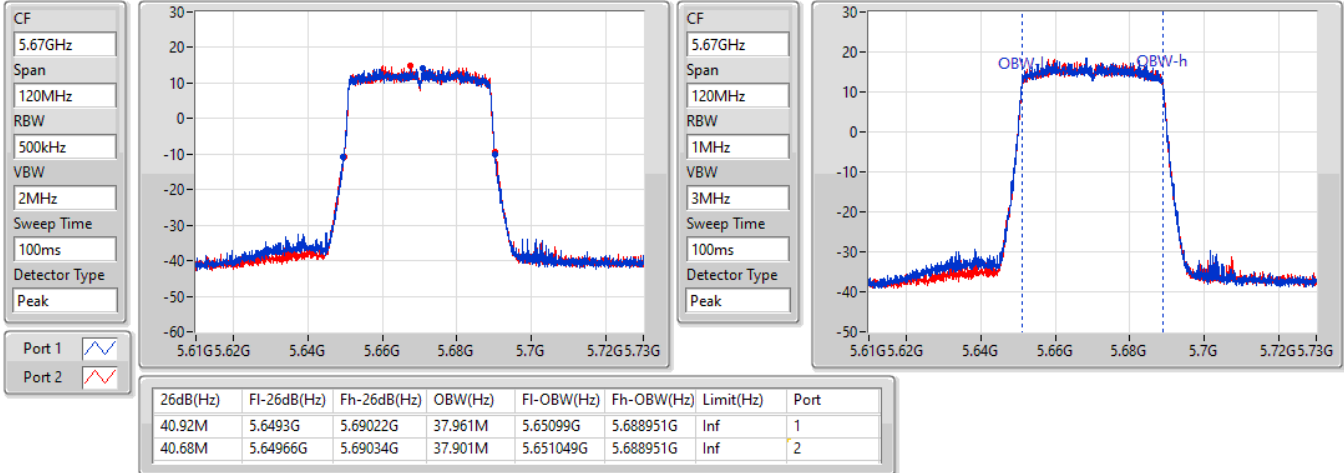 CF
5.67GHz
Span
120MHz
RBW
500kHz
VBW
2MHz
Sweep Time
100ms
Detector Type
Peak
Port 1
Port 2
30
20
10
0
-10
-20
-30
-40
-50
-60
5.61G 5.62G 5.64G 5.66G 5.68G 5.7G 5.72G 5.73G
CF
5.67GHz
Span
120MHz
RBW
1MHz
VBW
3MHz
Sweep Time
100ms
Detector Type
Peak
30
20
10
0
-10
-20
-30
-40
-50
OBW OBW-h
5.61G 5.62G 5.64G 5.66G 5.68G 5.7G 5.72G 5.73G
26dB(Hz) Fl-26dB(Hz) Fh-26dB(Hz) OBW(Hz) Fl-OBW(Hz) Fh-OBW(Hz) Limit(Hz) Port
40.92M 5.6493G 5.69022G 37.961M 5.65099G 5.688951G Inf 1
40.68M 5.64966G 5.69034G 37.901M 5.651049G 5.688951G Inf 2